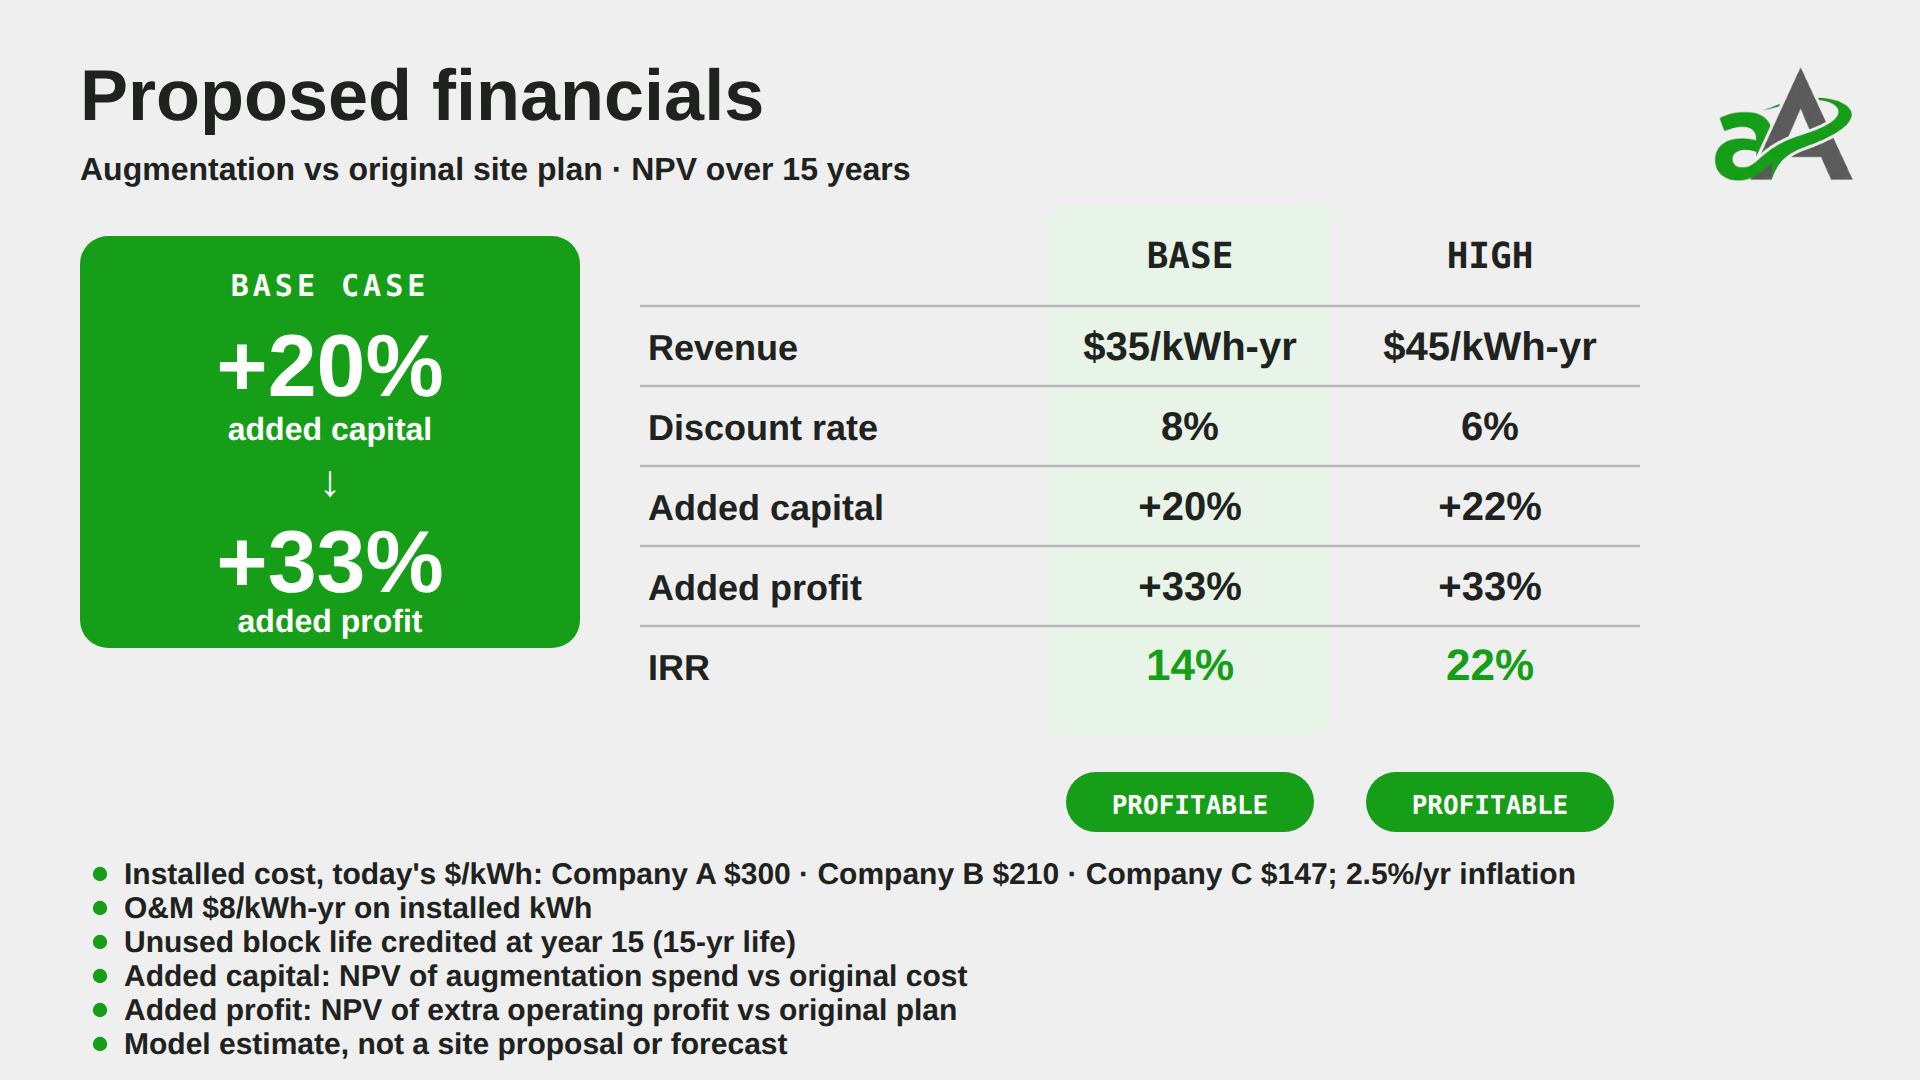 Proposed financials
Augmentation vs original site plan · NPV over 15 years
aA
BASE CASE
+20%
added capital
↓
+33%
added profit
BASE HIGH
Revenue $35/kWh-yr $45/kWh-yr
Discount rate 8% 6%
Added capital +20% +22%
Added profit +33% +33%
IRR 14% 22%
PROFITABLE PROFITABLE
Installed cost, today's $/kWh: Company A $300 · Company B $210 · Company C $147; 2.5%/yr inflation
O&M $8/kWh-yr on installed kWh
Unused block life credited at year 15 (15-yr life)
Added capital: NPV of augmentation spend vs original cost
Added profit: NPV of extra operating profit vs original plan
Model estimate, not a site proposal or forecast